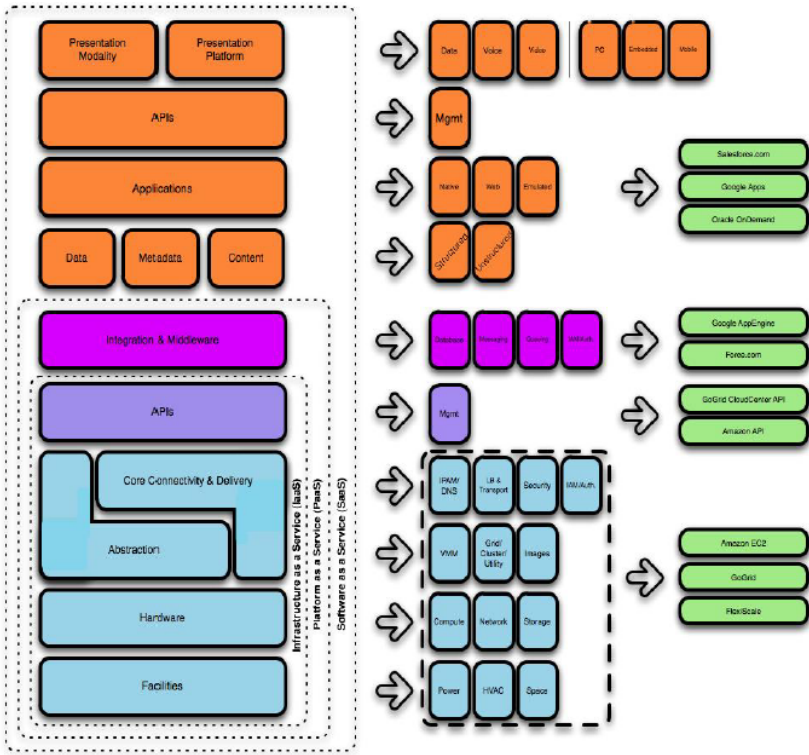 Presentation
Modality
Presentation
Platform
Data
Voice
Video
PC
Embedded
Mobile
APIs
Mgmt
Applications
Native
Web
Emulated
Salesforce.com
Google Apps
Oracle OnDemand
Data
Metadata
Content
Structured
Unstructured
Integration & Middleware
Database
Messaging
Queuing
IAM/Auth
Google AppEngine
Force.com
APIs
Mgmt
GoGrid CloudCenter API
Amazon API
Core Connectivity & Delivery
Abstraction
IPAM/
DNS
LB &
Transport
Security
IAM/Auth.
VMM
Grid/
Cluster/
Utility
Images
Amazon EC2
GoGrid
FlexiScale
Hardware
Compute
Network
Storage
Facilities
Power
HVAC
Space
Infrastructure as a Service (IaaS)
Platform as a Service (PaaS)
Software as a Service (SaaS)